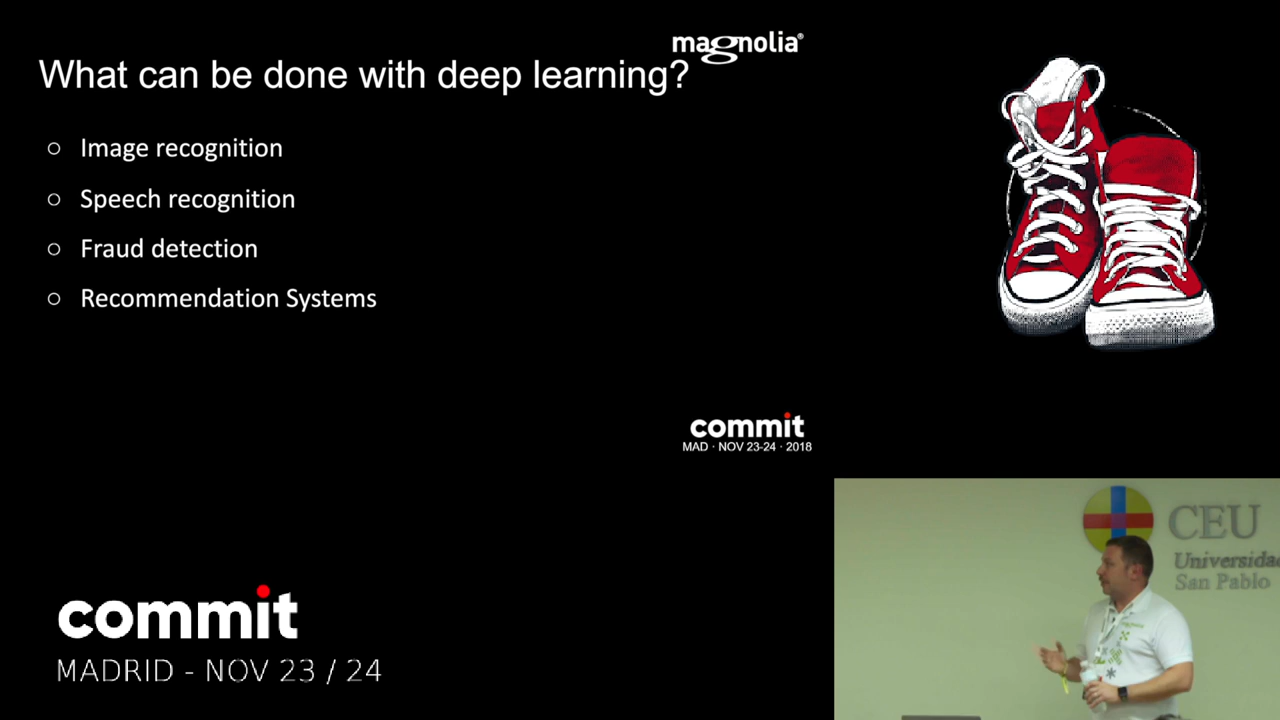 magnolia®
What can be done with deep learning?
Image recognition
Speech recognition
Fraud detection
Recommendation Systems
commit
MAD · NOV 23-24 · 2018
commit
MADRID - NOV 23 / 24
CEU
Universidad
San Pablo
magnolia